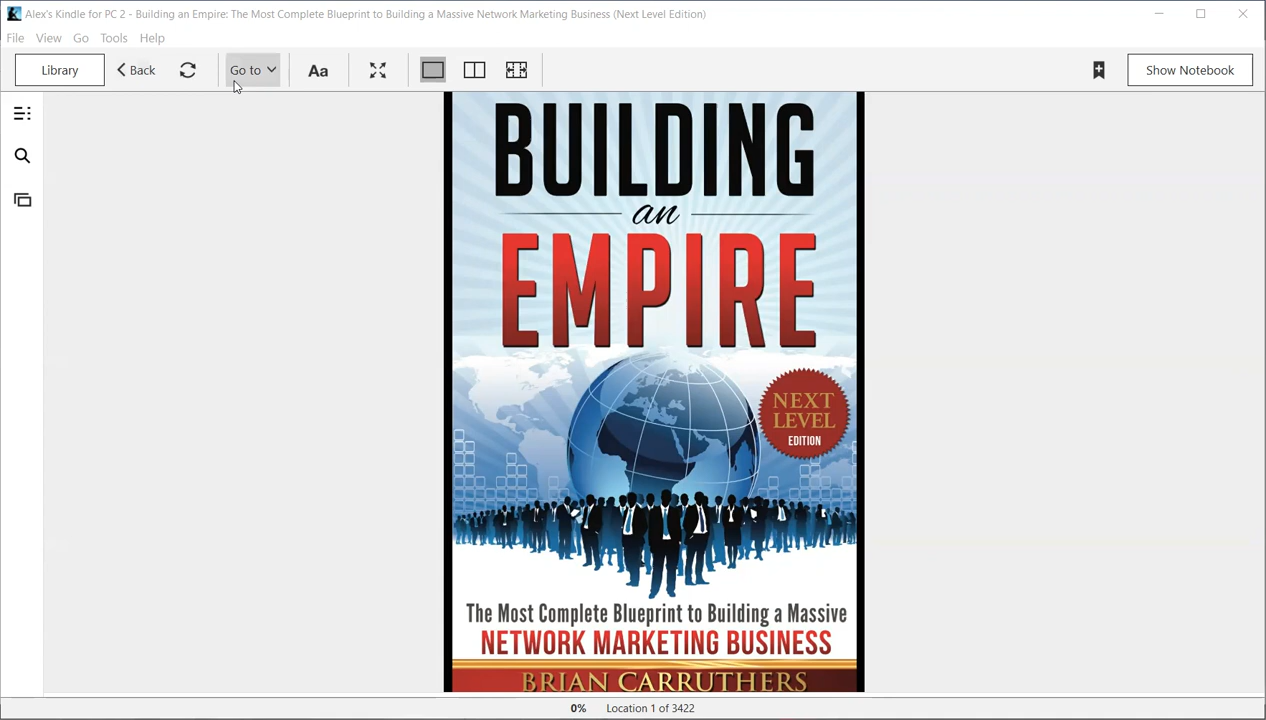 Alex's Kindle for PC 2 - Building an Empire: The Most Complete Blueprint to Building a Massive Network Marketing Business (Next Level Edition)
File View Go Tools Help
Library Back Go to Aa Show Notebook
BUILDING
an
EMPIRE
NEXT
LEVEL
EDITION
The Most Complete Blueprint to Building a Massive
NETWORK MARKETING BUSINESS
BRIAN CARRUTHERS
0% Location 1 of 3422